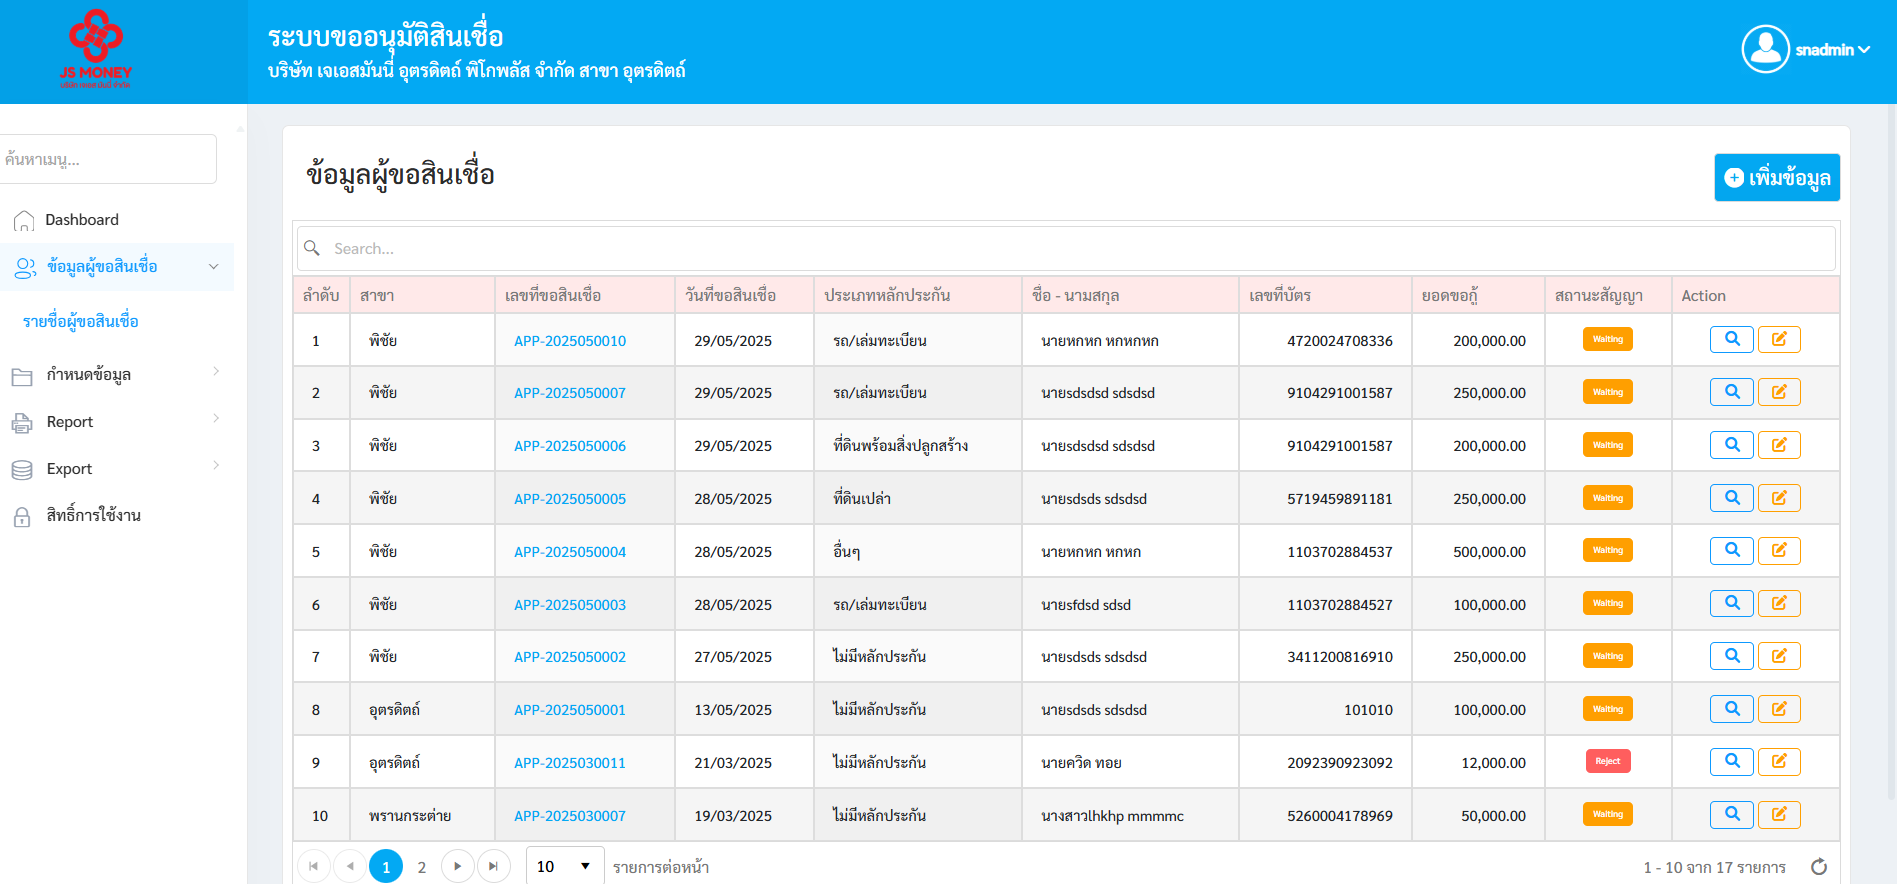 JS MONEY
ระบบขออนุมัติสินเชื่อ
บริษัท เจเอสมันนี่ อุตรดิตถ์ พิโกพลัส จำกัด สาขา อุตรดิตถ์
snadmin
ค้นหาเมนู...
Dashboard
ข้อมูลผู้ขอสินเชื่อ
รายชื่อผู้ขอสินเชื่อ
กำหนดข้อมูล
Report
Export
สิทธิ์การใช้งาน
ข้อมูลผู้ขอสินเชื่อ
เพิ่มข้อมูล
Search...
ลำดับ สาขา เลขที่ขอสินเชื่อ วันที่ขอสินเชื่อ ประเภทหลักประกัน ชื่อ - นามสกุล เลขที่บัตร ยอดขอกู้ สถานะสัญญา Action
1 พิชัย APP-2025050010 29/05/2025 รถ/เล่มทะเบียน นายหกหก หกหกหก 4720024708336 200,000.00 Waiting
2 พิชัย APP-2025050007 29/05/2025 รถ/เล่มทะเบียน นายsdsdsd sdsdsd 9104291001587 250,000.00 Waiting
3 พิชัย APP-2025050006 29/05/2025 ที่ดินพร้อมสิ่งปลูกสร้าง นายsdsdsd sdsdsd 9104291001587 200,000.00 Waiting
4 พิชัย APP-2025050005 28/05/2025 ที่ดินเปล่า นายsdsds sdsdsd 5719459891181 250,000.00 Waiting
5 พิชัย APP-2025050004 28/05/2025 อื่นๆ นายหกหก หกหก 1103702884537 500,000.00 Waiting
6 พิชัย APP-2025050003 28/05/2025 รถ/เล่มทะเบียน นายsfdsd sdsd 1103702884527 100,000.00 Waiting
7 พิชัย APP-2025050002 27/05/2025 ไม่มีหลักประกัน นายsdsds sdsdsd 3411200816910 250,000.00 Waiting
8 อุตรดิตถ์ APP-2025050001 13/05/2025 ไม่มีหลักประกัน นายsdsds sdsdsd 101010 100,000.00 Waiting
9 อุตรดิตถ์ APP-2025030011 21/03/2025 ไม่มีหลักประกัน นายควิด ทอย 2092390923092 12,000.00 Reject
10 พรานกระต่าย APP-2025030007 19/03/2025 ไม่มีหลักประกัน นางสาวlhkhp mmmmc 5260004178969 50,000.00 Waiting
1 2 10 รายการต่อหน้า 1 - 10 จาก 17 รายการ